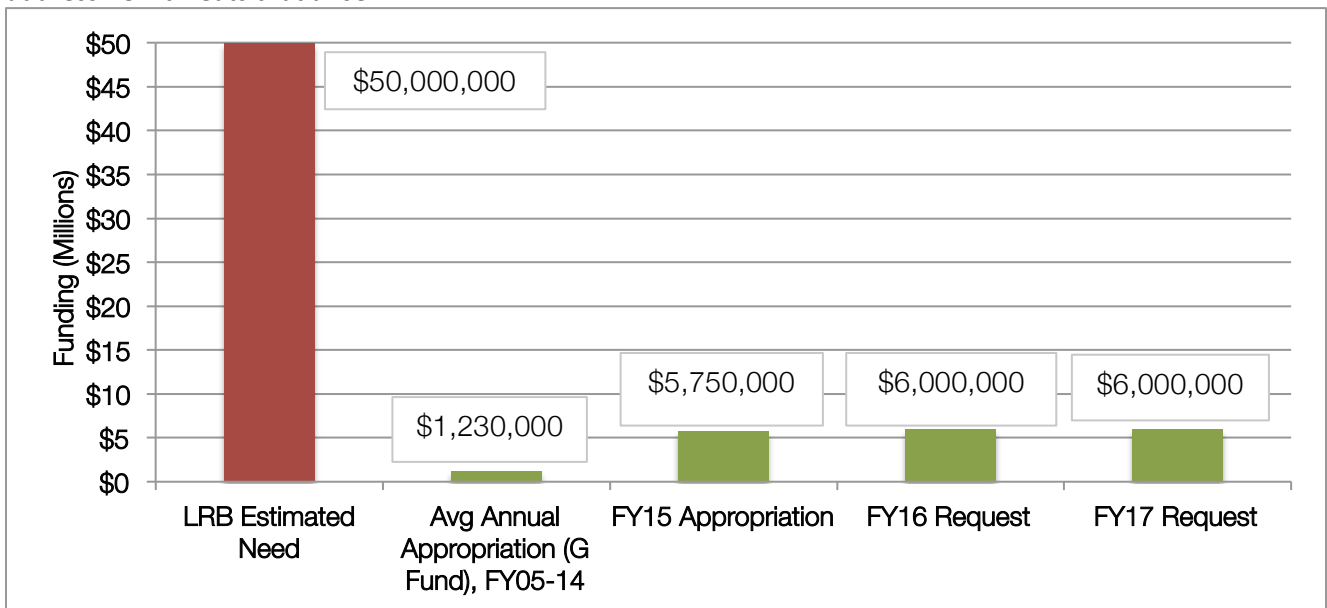 $50
$45
$40
$35
$30
$25
$20
$15
$10
$5
$0
Funding (Millions)
$50,000,000
$1,230,000
$5,750,000
$6,000,000
$6,000,000
LRB Estimated
Need
Avg Annual
Appropriation (G
Fund), FY05-14
FY15 Appropriation
FY16 Request
FY17 Request